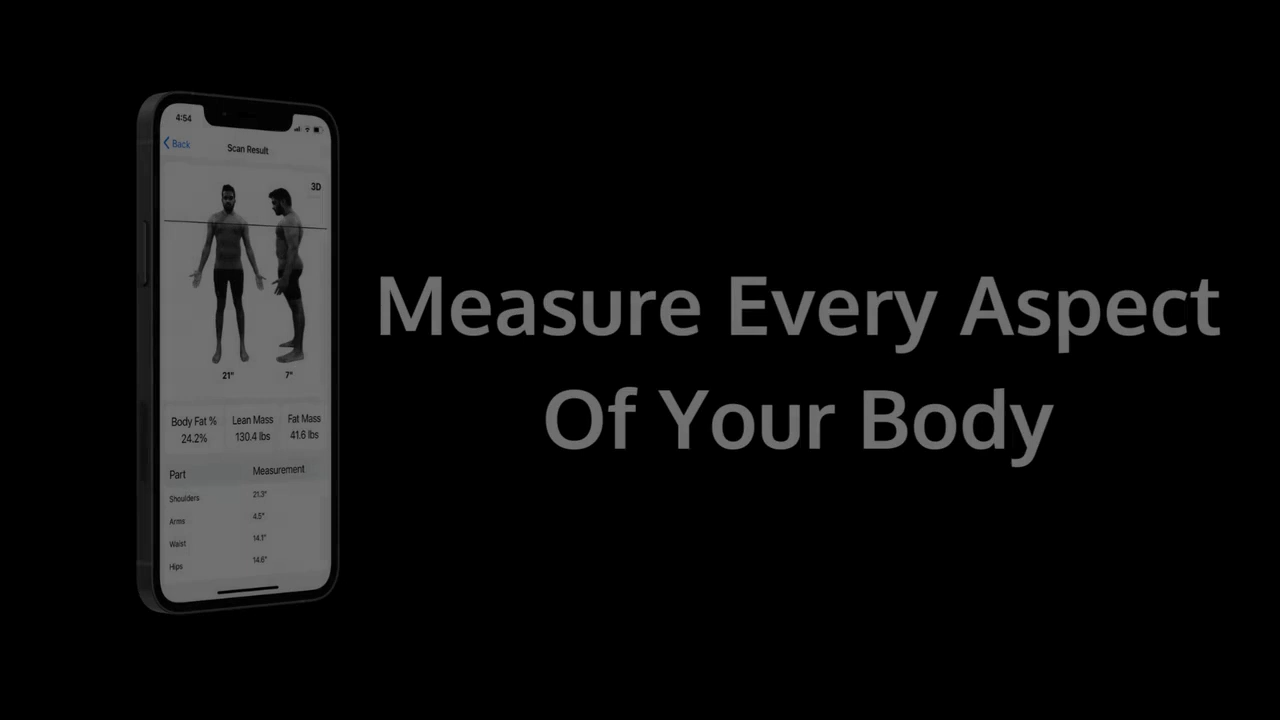 4:54
Back
Scan Result
3D
21" 7"
Body Fat % Lean Mass Fat Mass
24.2% 130.4 lbs 41.6 lbs
Part Measurement
Shoulders 21.3"
Arms 4.5"
Waist 14.1"
Hips 14.6"
Measure Every Aspect
Of Your Body